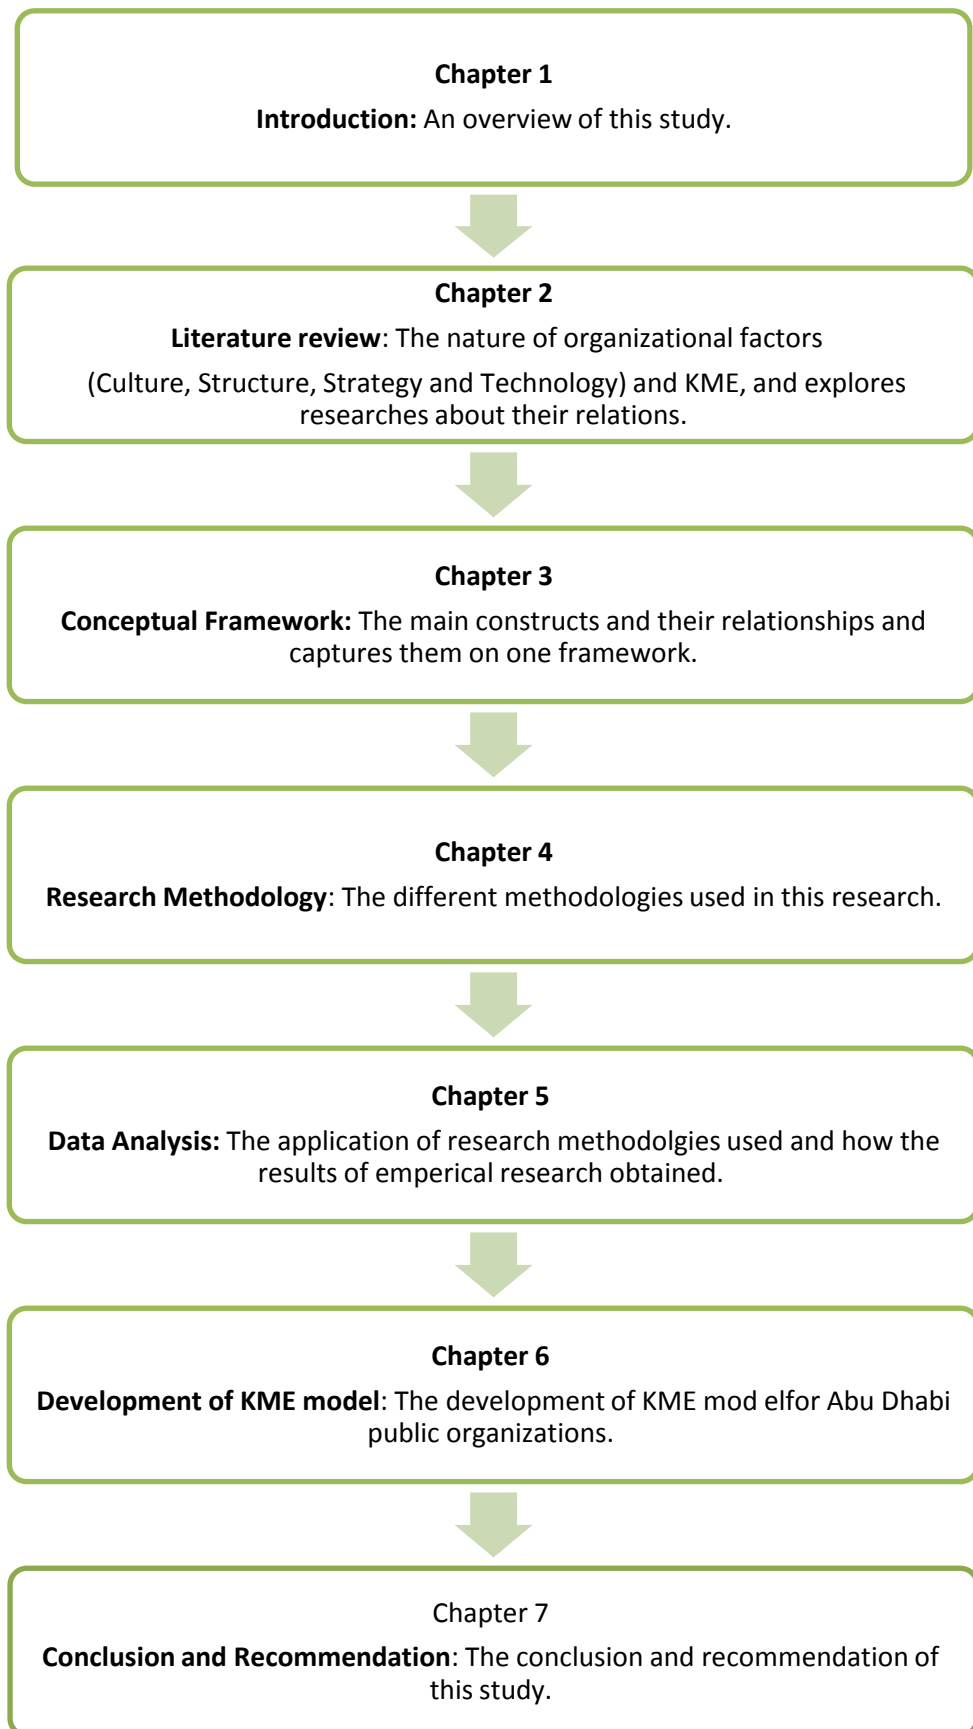 Chapter 1
Introduction: An overview of this study.
Chapter 2
Literature review: The nature of organizational factors
(Culture, Structure, Strategy and Technology) and KME, and explores
researches about their relations.
Chapter 3
Conceptual Framework: The main constructs and their relationships and
captures them on one framework.
Chapter 4
Research Methodology: The different methodologies used in this research.
Chapter 5
Data Analysis: The application of research methodolgies used and how the
results of emperical research obtained.
Chapter 6
Development of KME model: The development of KME mod elfor Abu Dhabi
public organizations.
Chapter 7
Conclusion and Recommendation: The conclusion and recommendation of
this study.